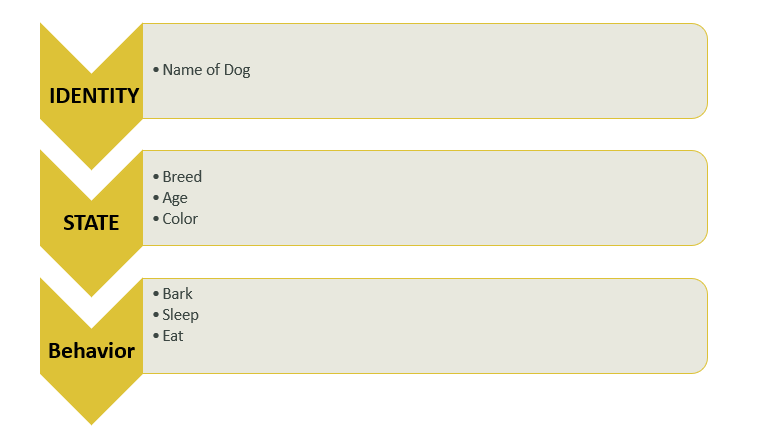 IDENTITY
• Name of Dog
STATE
• Breed
• Age
• Color
Behavior
• Bark
• Sleep
• Eat